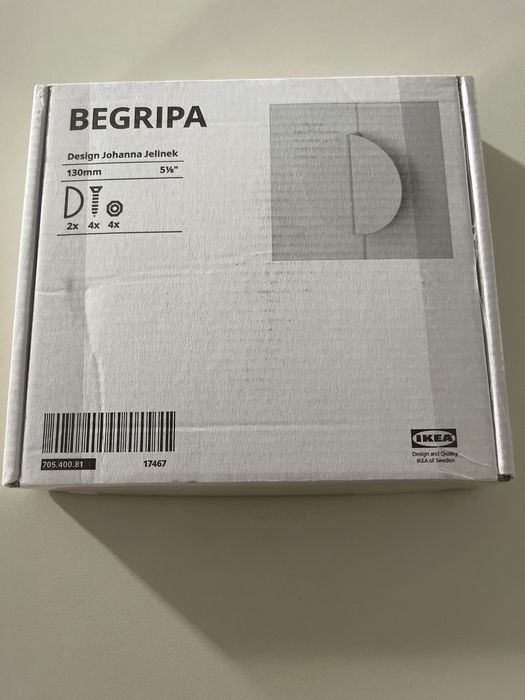 BEGRIPA
Design Johanna Jelinek
130mm 5⅛"
2x 4x 4x
705.400.81 17467
IKEA
Design and Quality
IKEA of Sweden